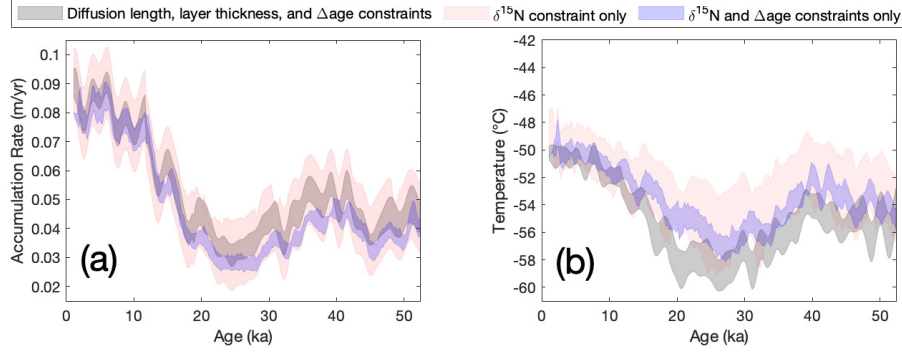 Diffusion length, layer thickness, and Δage constraints δ¹⁵N constraint only δ¹⁵N and Δage constraints only
0.1
0.09
0.08
0.07
0.06
0.05
0.04
0.03
0.02
Accumulation Rate (m/yr)
(a)
0 10 20 30 40 50
Age (ka)
-42
-44
-46
-48
-50
-52
-54
-56
-58
-60
Temperature (°C)
(b)
0 10 20 30 40 50
Age (ka)